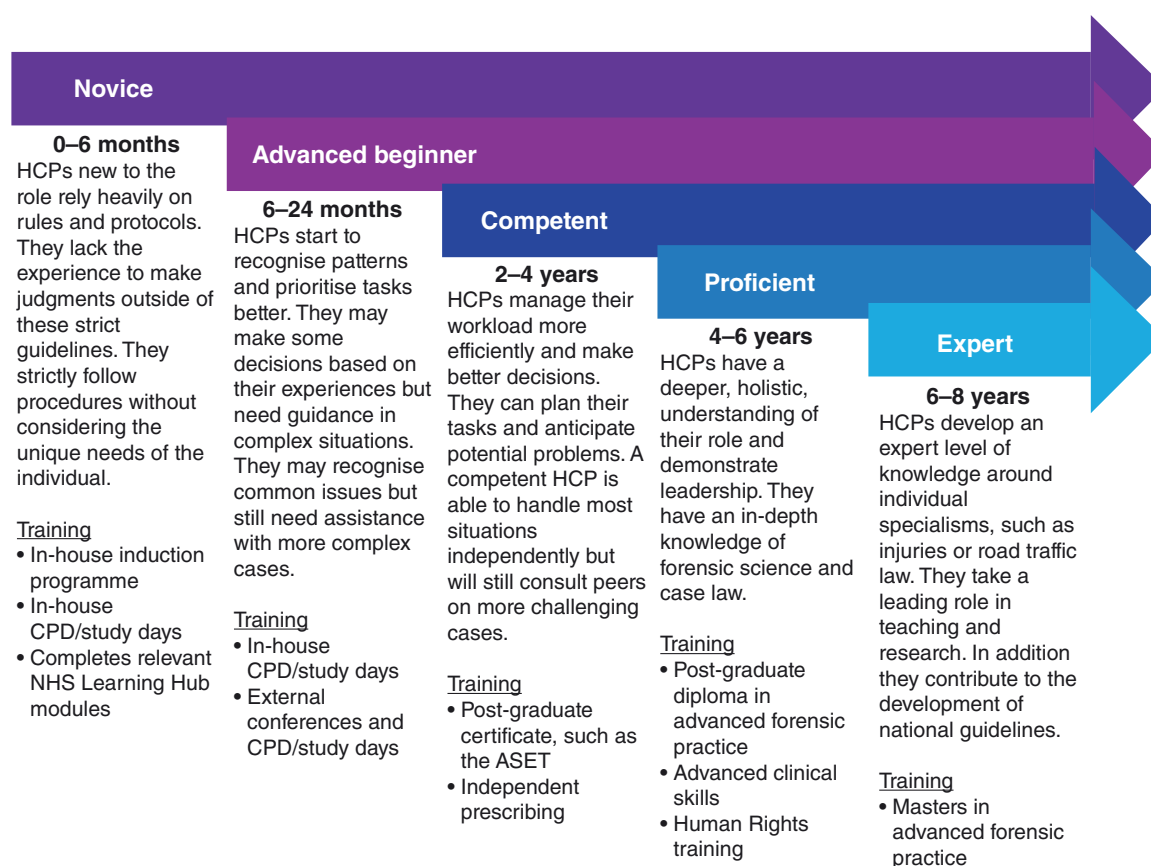 Novice
0–6 months
HCPs new to the
role rely heavily on
rules and protocols.
They lack the
experience to make
judgments outside of
these strict
guidelines. They
strictly follow
procedures without
considering the
unique needs of the
individual.
Training
• In-house induction
programme
• In-house
CPD/study days
• Completes relevant
NHS Learning Hub
modules
Advanced beginner
6–24 months
HCPs start to
recognise patterns
and prioritise tasks
better. They may
make some
decisions based on
their experiences but
need guidance in
complex situations.
They may recognise
common issues but
still need assistance
with more complex
cases.
Training
• In-house
CPD/study days
• External
conferences and
CPD/study days
Competent
2–4 years
HCPs manage their
workload more
efficiently and make
better decisions.
They can plan their
tasks and anticipate
potential problems. A
competent HCP is
able to handle most
situations
independently but
will still consult peers
on more challenging
cases.
Training
• Post-graduate
certificate, such as
the ASET
• Independent
prescribing
Proficient
4–6 years
HCPs have a
deeper, holistic,
understanding of
their role and
demonstrate
leadership. They
have an in-depth
knowledge of
forensic science and
case law.
Training
• Post-graduate
diploma in
advanced forensic
practice
• Advanced clinical
skills
• Human Rights
training
Expert
6–8 years
HCPs develop an
expert level of
knowledge around
individual
specialisms, such as
injuries or road traffic
law. They take a
leading role in
teaching and
research. In addition
they contribute to the
development of
national guidelines.
Training
• Masters in
advanced forensic
practice